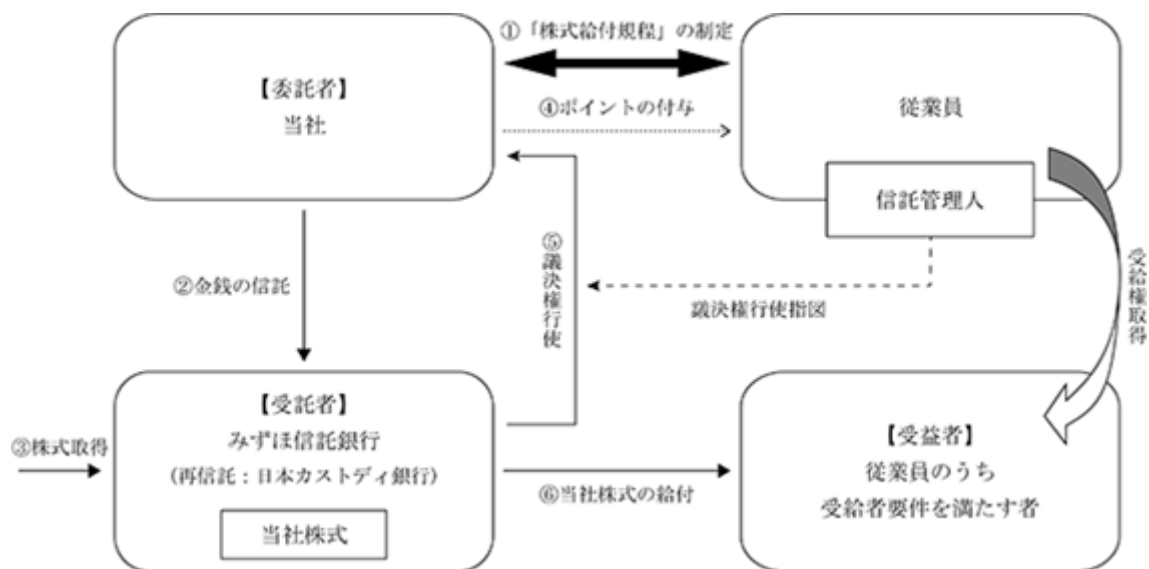 ①「株式給付規程」の制定
【委託者】
当社
④ポイントの付与
従業員
信託管理人
②金銭の信託
⑤議決権行使
議決権行使指図
受給権取得
③株式取得
【受託者】
みずほ信託銀行
(再信託:日本カストディ銀行)
当社株式
⑥当社株式の給付
【受益者】
従業員のうち
受給者要件を満たす者